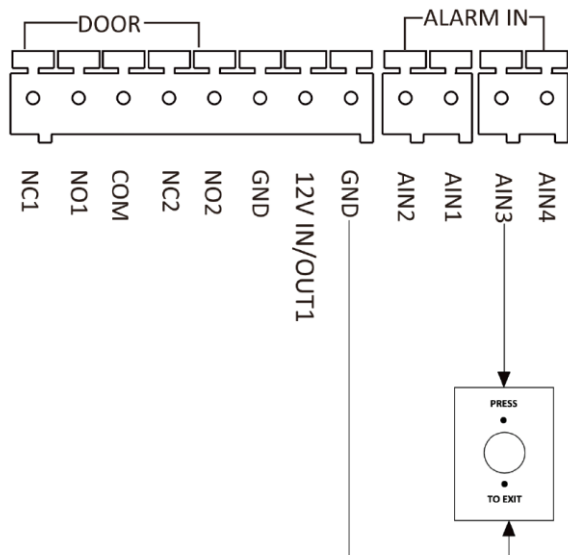 DOOR
ALARM IN
NC1
NO1
COM
NC2
NO2
GND
12V IN/OUT1
GND
AIN2
AIN1
AIN3
AIN4
PRESS
TO EXIT